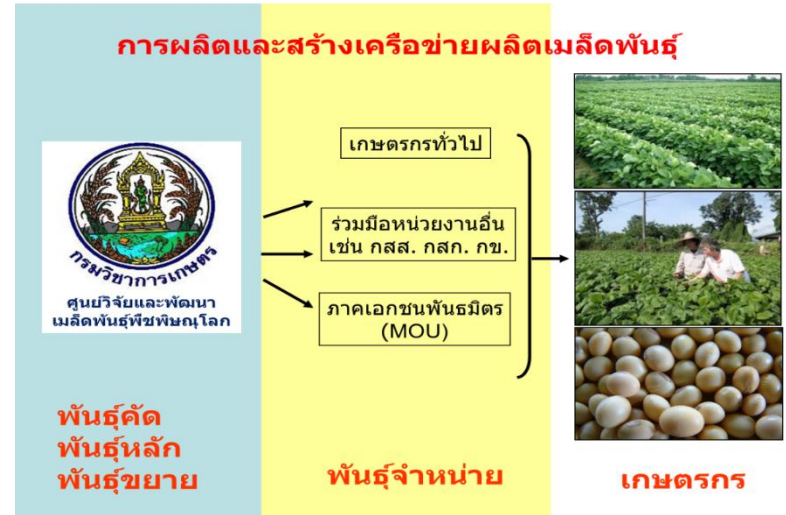 การผลิตและสร้างเครือข่ายผลิตเมล็ดพันธุ์
กรมวิชาการเกษตร
ศูนย์วิจัยและพัฒนา
เมล็ดพันธุ์พืชพิษณุโลก
เกษตรกรทั่วไป
ร่วมมือหน่วยงานอื่น
เช่น กสส. กสก. กข.
ภาคเอกชนพันธมิตร
(MOU)
พันธุ์คัด
พันธุ์หลัก
พันธุ์ขยาย
พันธุ์จำหน่าย
เกษตรกร